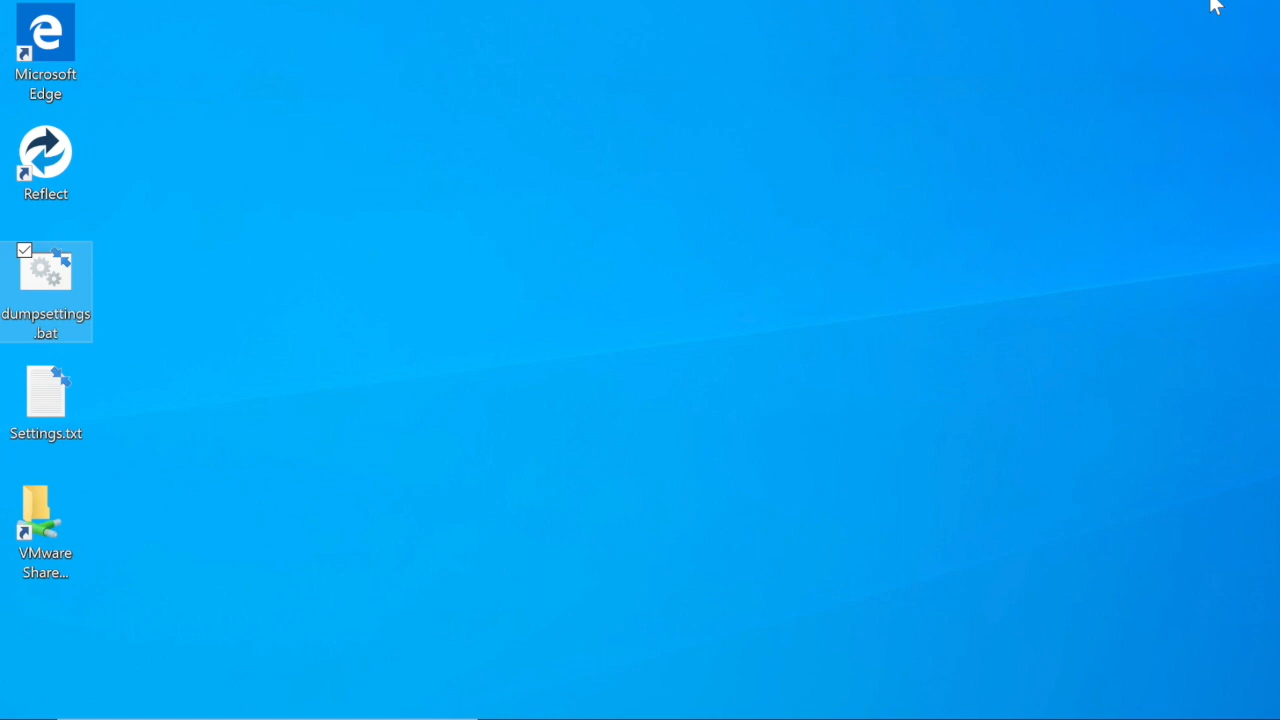 Microsoft
Edge
Reflect
dumpsettings
.bat
Settings.txt
VMware
Share...